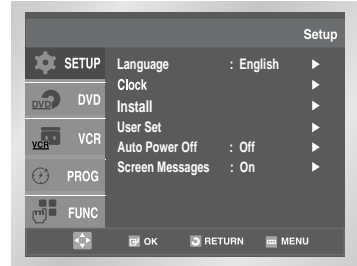 Setup
SETUP
Language : English
Clock
Install
User Set
Auto Power Off : Off
Screen Messages : On
DVD DVD
VCR VCR
PROG
FUNC
OK RETURN MENU